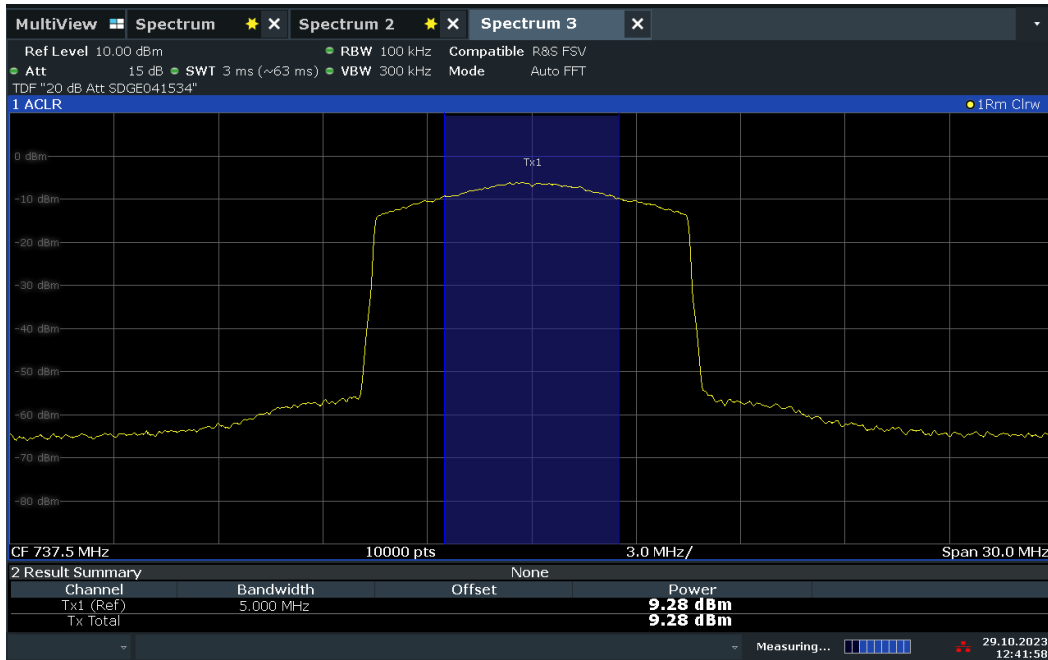 MultiView Spectrum Spectrum 2 Spectrum 3
Ref Level 10.00 dBm RBW 100 kHz Compatible R&S FSV
Att 15 dB SWT 3 ms (~63 ms) VBW 300 kHz Mode Auto FFT
TDF "20 dB Att SDGE041534"
1 ACLR 1Rm Clrw
0 dBm
Tx1
-10 dBm
-20 dBm
-30 dBm
-40 dBm
-50 dBm
-60 dBm
-70 dBm
-80 dBm
CF 737.5 MHz 10000 pts 3.0 MHz/ Span 30.0 MHz
2 Result Summary None
Channel Bandwidth Offset Power
Tx1 (Ref) 5.000 MHz 9.28 dBm
Tx Total 9.28 dBm
Measuring... 29.10.2023
12:41:58